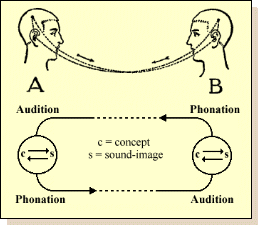 A B
Audition Phonation
c = concept
s = sound-image
c s c s
Phonation Audition